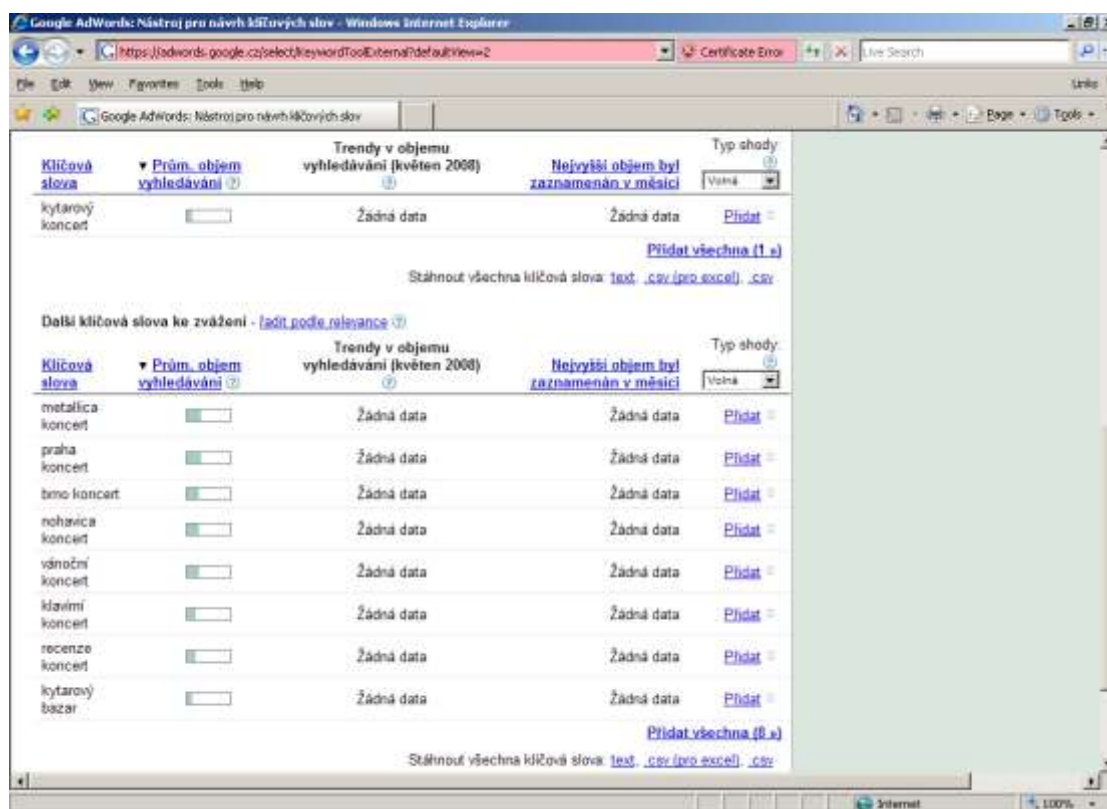 Google AdWords: Nástroj pro návrh klíčových slov - Windows Internet Explorer
https://adwords.google.cz/select/KeywordToolExternal?defaultView=2
Certificate Error
Live Search
File Edit View Favorites Tools Help
Links
Google AdWords: Nástroj pro návrh klíčových slov
Page
Tools
Klíčová slova
▼ Prům. objem vyhledávání
Trendy v objemu vyhledávání (květen 2008)
Nejvyšší objem byl zaznamenán v měsíci
Typ shody:
Volná
kytarový koncert
Žádná data
Žádná data
Přidat
Přidat všechna (1 »)
Stáhnout všechna klíčová slova: text, .csv (pro excel), .csv
Další klíčová slova ke zvážení - řadit podle relevance
Klíčová slova
▼ Prům. objem vyhledávání
Trendy v objemu vyhledávání (květen 2008)
Nejvyšší objem byl zaznamenán v měsíci
Typ shody:
Volná
metallica koncert
Žádná data
Žádná data
Přidat
praha koncert
Žádná data
Žádná data
Přidat
brno koncert
Žádná data
Žádná data
Přidat
nohavica koncert
Žádná data
Žádná data
Přidat
vánoční koncert
Žádná data
Žádná data
Přidat
klavírní koncert
Žádná data
Žádná data
Přidat
recenze koncert
Žádná data
Žádná data
Přidat
kytarový bazar
Žádná data
Žádná data
Přidat
Přidat všechna (8 »)
Stáhnout všechna klíčová slova: text, .csv (pro excel), .csv
Internet
100%